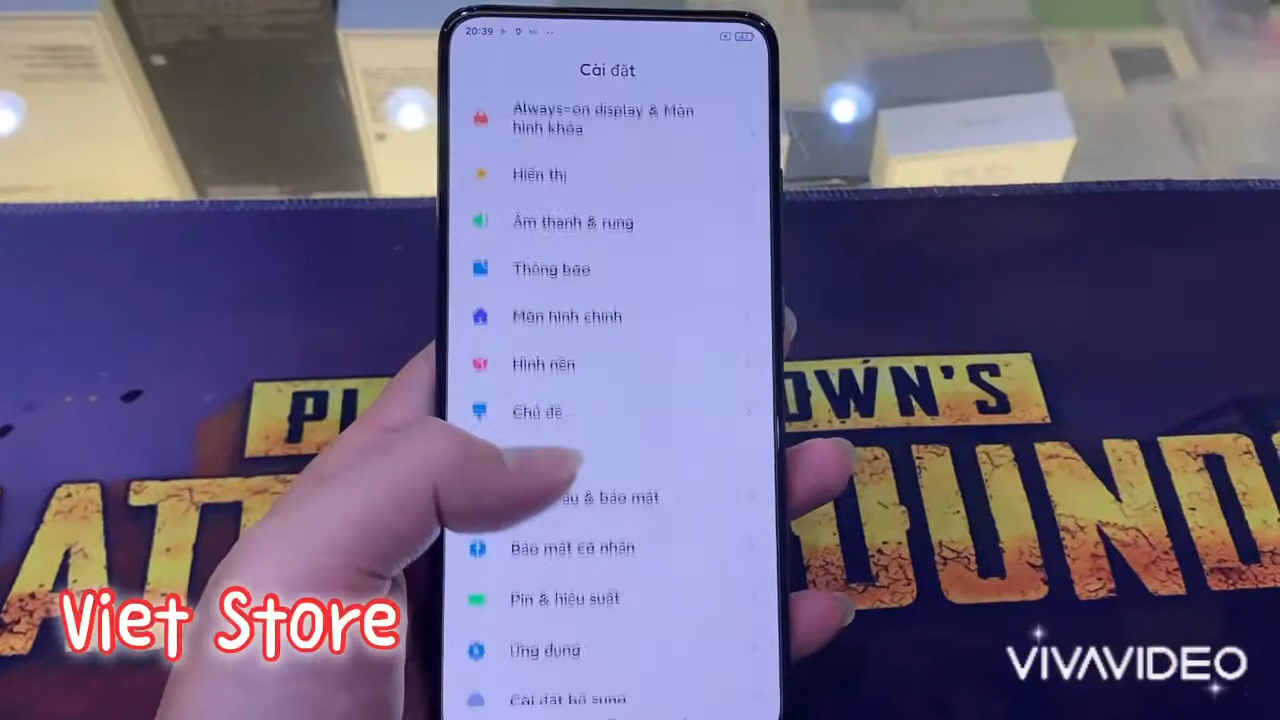 20:39
Cài đặt
Always-on display & Màn
hình khóa
Hiển thị
Âm thanh & rung
Thông báo
Màn hình chính
Hình nền
Chủ đề
& bảo mật
Bảo mật cá nhân
Pin & hiệu suất
Ứng dụng
Cài đặt bổ sung
OWN'S
OUND
Viet Store
VIVAVIDEO